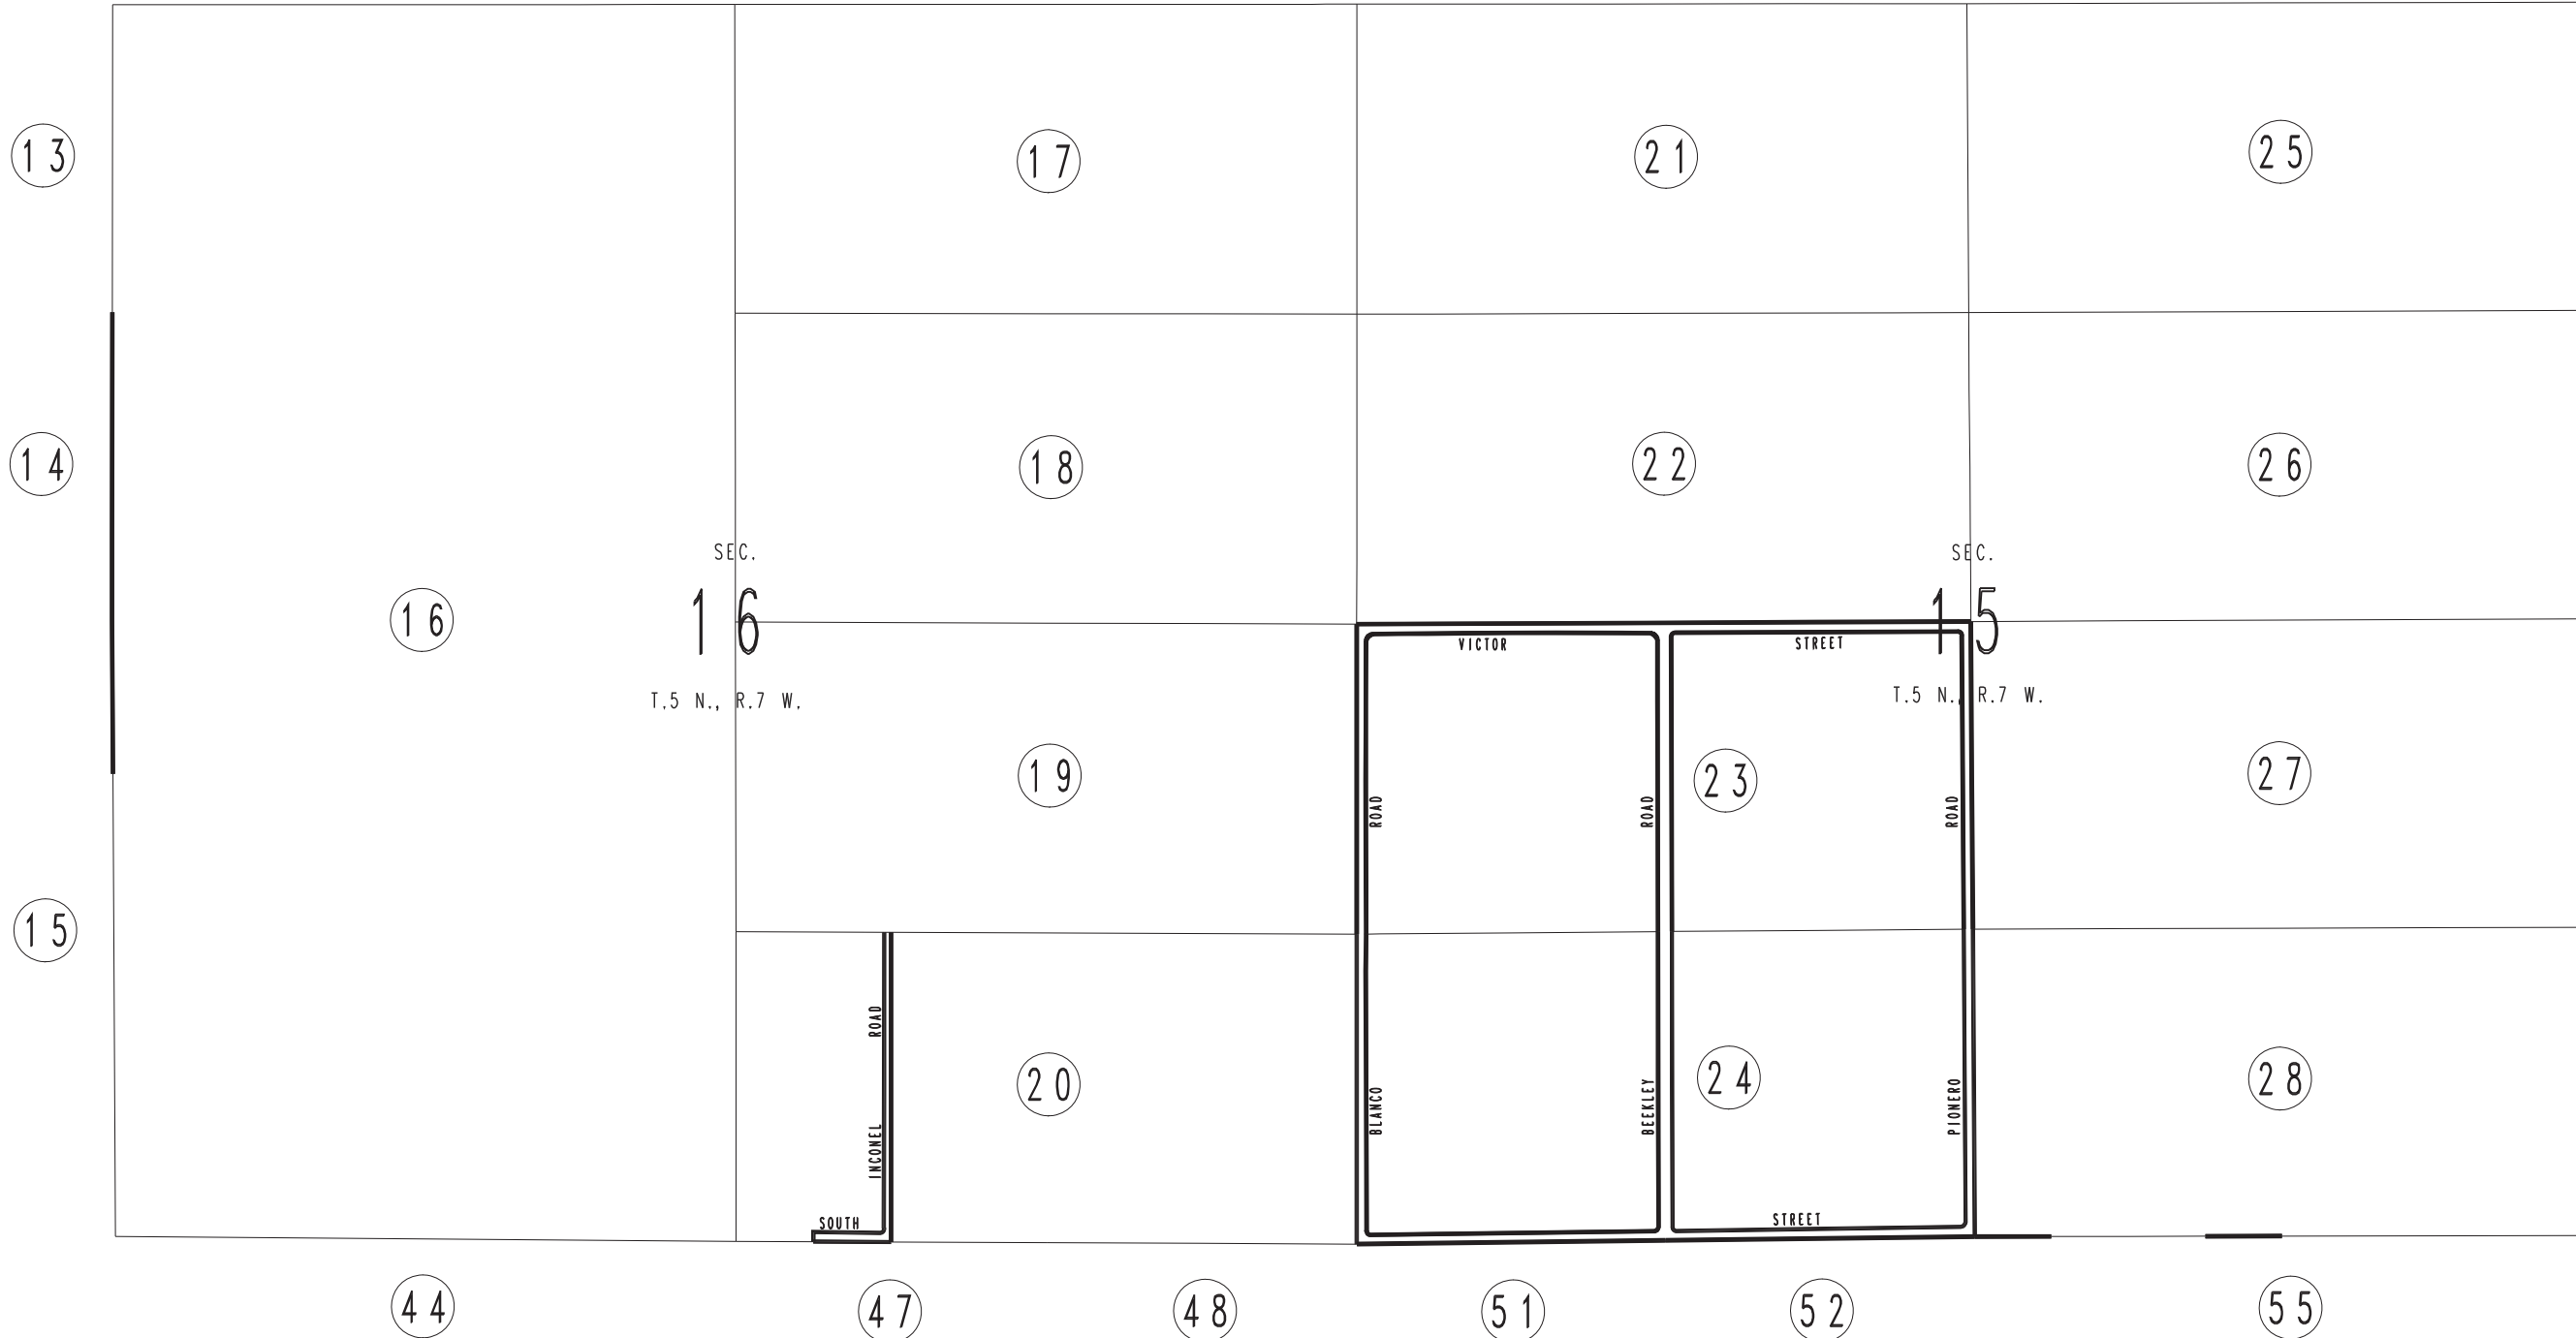 13
17
21
25
14
18
22
26
SEC.
16
T.5 N., R.7 W.
SEC.
15
T.5 N., R.7 W.
16
VICTOR STREET
19
23
27
ROAD
ROAD
ROAD
15
20
24
28
ROAD
INCONEL
BLANCO
BEEKLEY
PIONERO
SOUTH
STREET
44
47
48
51
52
55